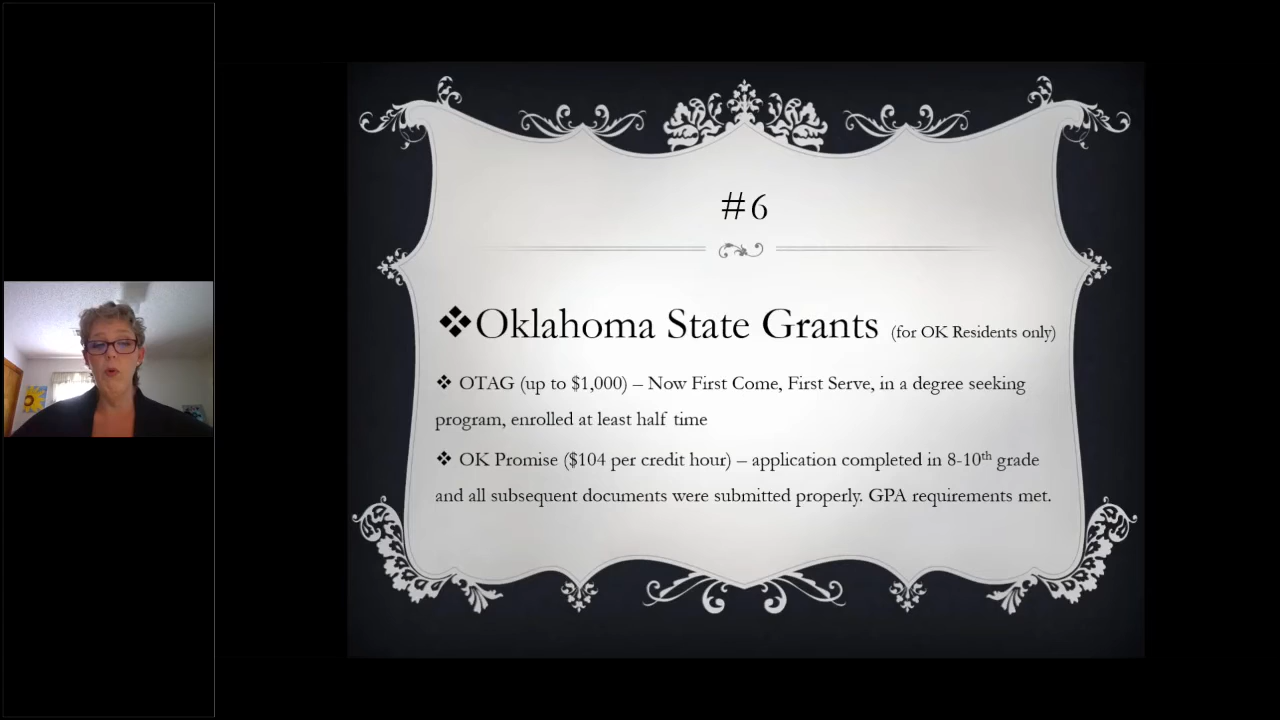 #6
❖Oklahoma State Grants (for OK Residents only)
❖ OTAG (up to $1,000) – Now First Come, First Serve, in a degree seeking
program, enrolled at least half time
❖ OK Promise ($104 per credit hour) – application completed in 8-10th grade
and all subsequent documents were submitted properly. GPA requirements met.